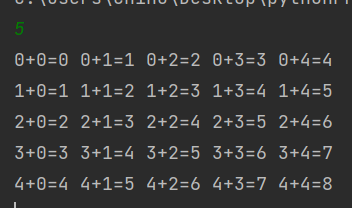 5
0+0=0 0+1=1 0+2=2 0+3=3 0+4=4
1+0=1 1+1=2 1+2=3 1+3=4 1+4=5
2+0=2 2+1=3 2+2=4 2+3=5 2+4=6
3+0=3 3+1=4 3+2=5 3+3=6 3+4=7
4+0=4 4+1=5 4+2=6 4+3=7 4+4=8